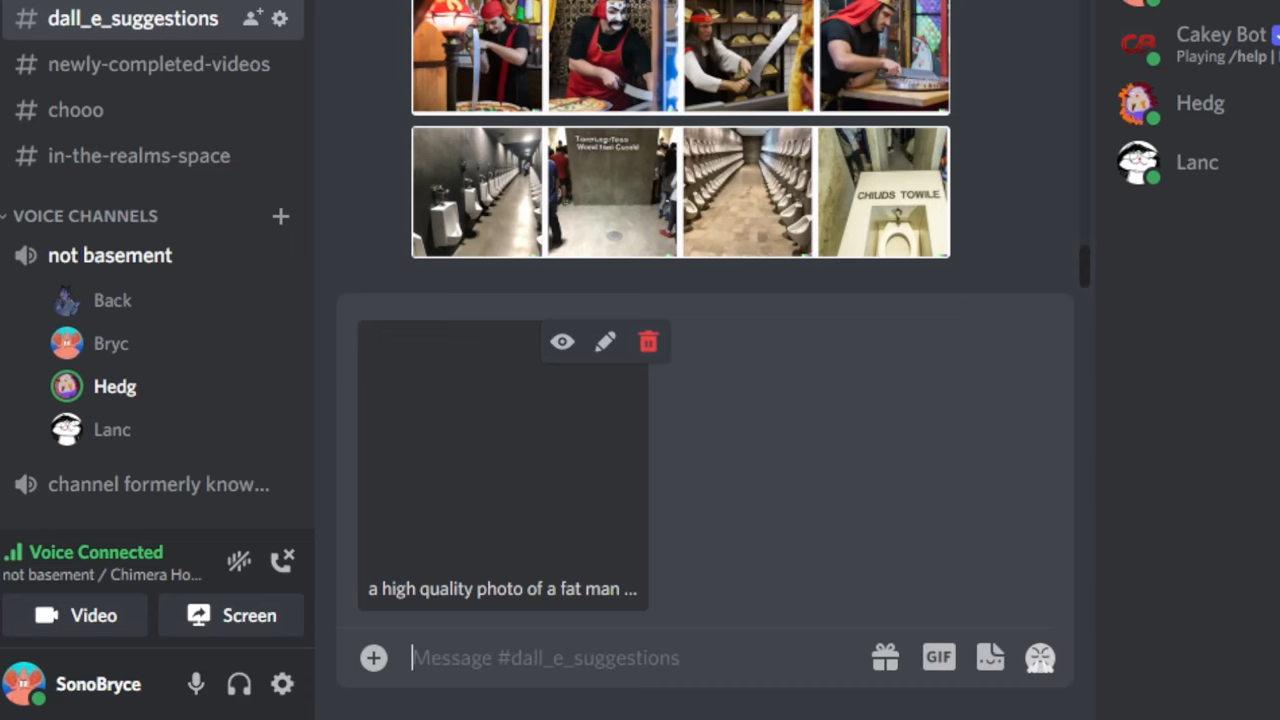 dall_e_suggestions
newly-completed-videos
chooo
in-the-realms-space
VOICE CHANNELS
not basement
Back
Bryc
Hedg
Lanc
channel formerly know...
Voice Connected
not basement / Chimera Ho...
Video
Screen
SonoBryce
CHIUDS TOWILE
a high quality photo of a fat man ...
Message #dall_e_suggestions
GIF
CB
Cakey Bot
Playing /help |
Hedg
Lanc